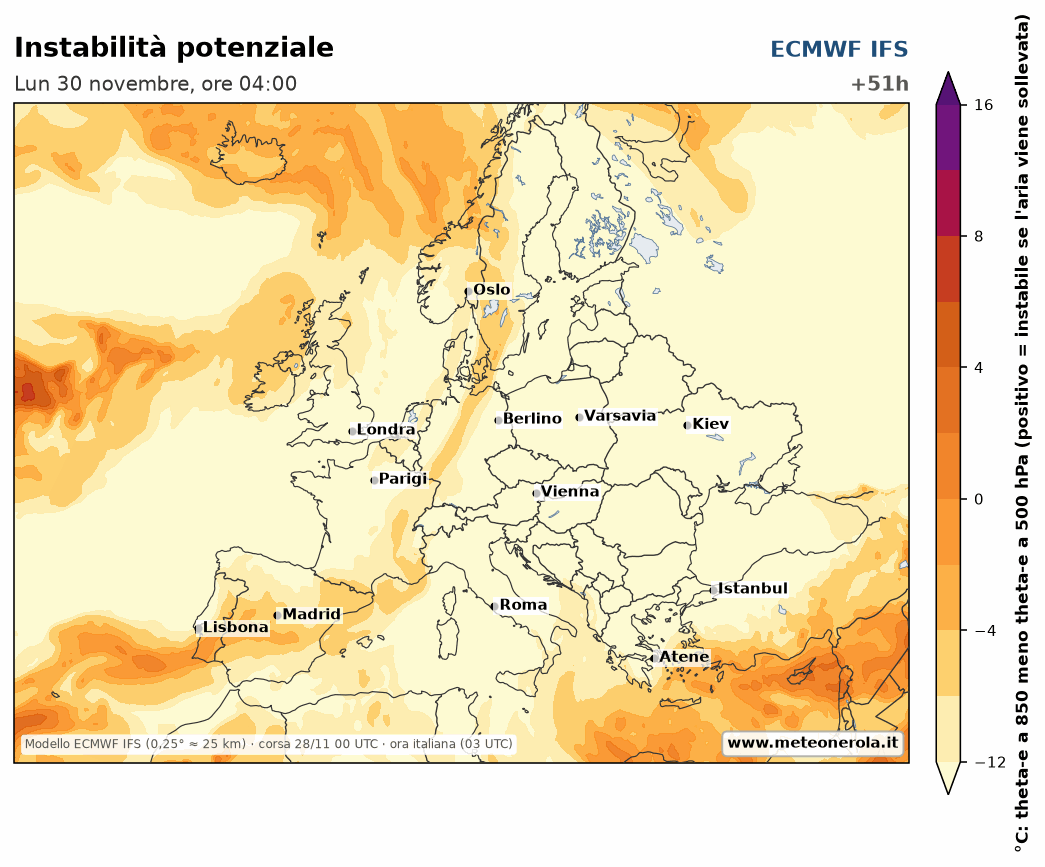 Instabilità potenziale
ECMWF IFS
Lun 30 novembre, ore 04:00
+51h
Oslo
Londra
Berlino
Varsavia
Kiev
Parigi
Vienna
Istanbul
Roma
Madrid
Lisbona
Atene
Modello ECMWF IFS (0,25° ≈ 25 km) · corsa 28/11 00 UTC · ora italiana (03 UTC)
www.meteonerola.it
16
8
4
0
−4
−12
°C: theta-e a 850 meno theta-e a 500 hPa (positivo = instabile se l'aria viene sollevata)